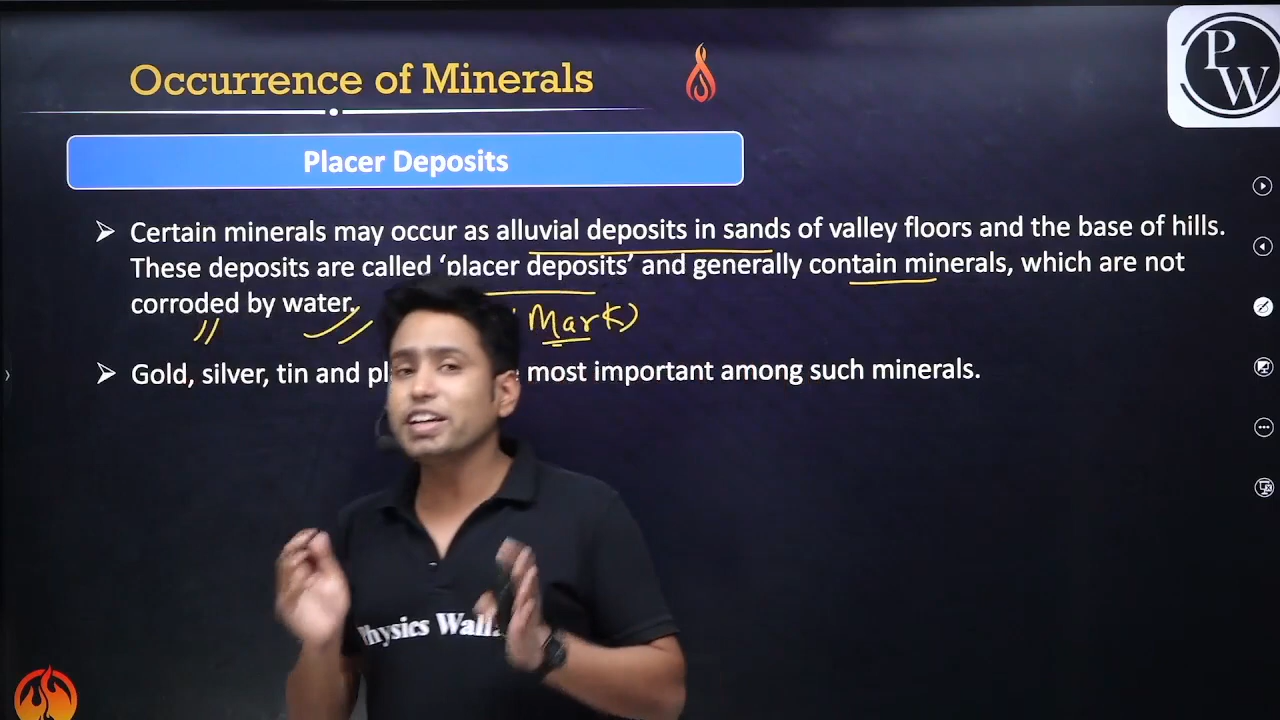 Occurrence of Minerals
PW
Placer Deposits
Certain minerals may occur as alluvial deposits in sands of valley floors and the base of hills.
These deposits are called ‘placer deposits’ and generally contain minerals, which are not
corroded by water.
Mark)
Gold, silver, tin and most important among such minerals.
Physics